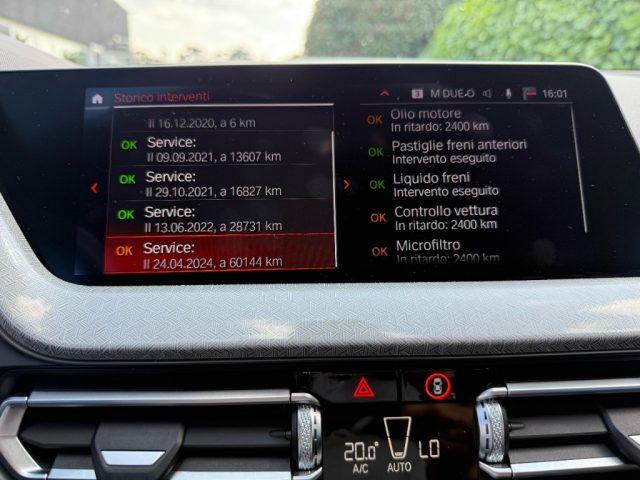 Storico interventi
3 M DUE-O 16:01
Il 16.12.2020, a 6 km
OK Service:
Il 09.09.2021, a 13607 km
OK Service:
Il 29.10.2021, a 16827 km
OK Service:
Il 13.06.2022, a 28731 km
OK Service:
Il 24.04.2024, a 60144 km
OK Olio motore
In ritardo: 2400 km
OK Pastiglie freni anteriori
Intervento eseguito
OK Liquido freni
Intervento eseguito
OK Controllo vettura
In ritardo: 2400 km
OK Microfiltro
In ritardo: 2400 km
20.0 LO
A/C AUTO